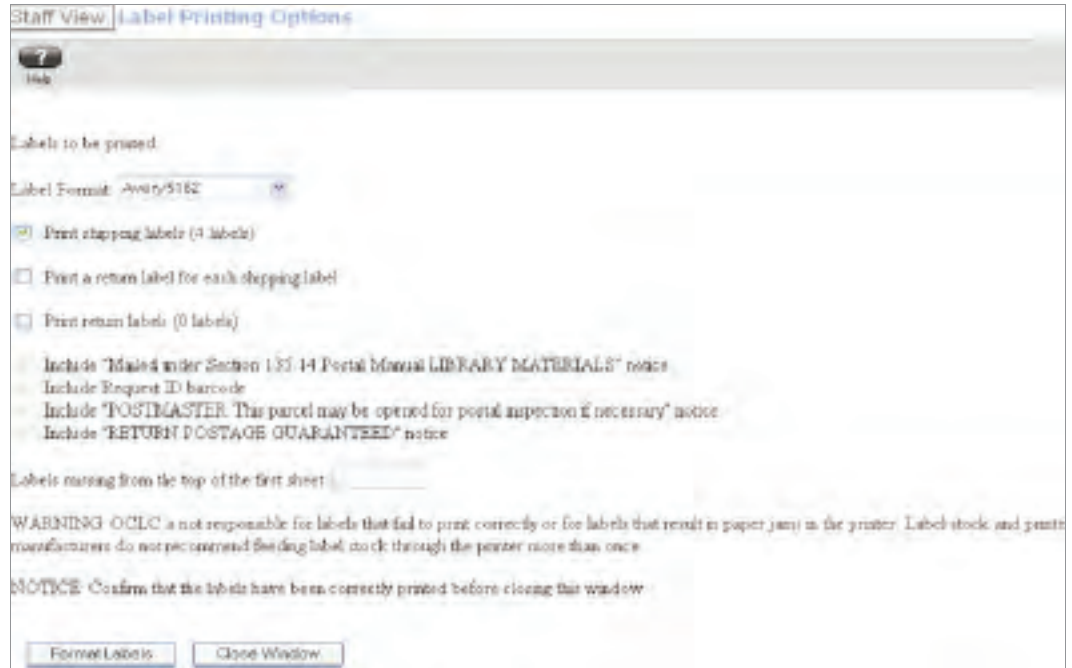 Staff View Label Printing Options
?
Help
Labels to be printed
Label Format Avery5162
Print shipping labels (4 labels)
Print a return label for each shipping label
Print return labels (0 labels)
Include "Mailed under Section 135.14 Postal Manual LIBRARY MATERIALS" notice
Include Request ID barcode
Include "POSTMASTER This parcel may be opened for postal inspection if necessary" notice
Include "RETURN POSTAGE GUARANTEED" notice
Labels missing from the top of the first sheet
WARNING OCLC is not responsible for labels that fail to print correctly or for labels that result in paper jams in the printer. Label stock and
manufacturers do not recommend feeding label stock through the printer more than once
NOTICE Confirm that the labels have been correctly printed before closing this window
Format Labels Close Window